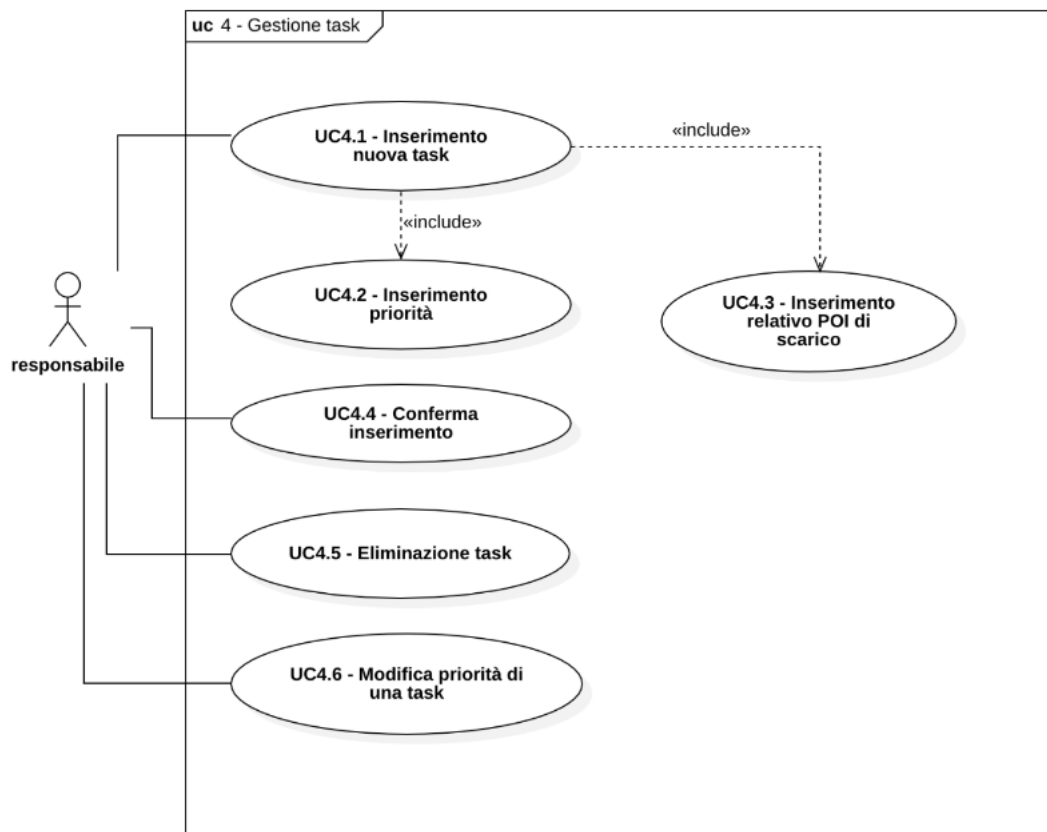 uc 4 - Gestione task
UC4.1 - Inserimento
nuova task
«include»
«include»
UC4.2 - Inserimento
priorità
UC4.3 - Inserimento
relativo POI di
scarico
responsabile
UC4.4 - Conferma
inserimento
UC4.5 - Eliminazione task
UC4.6 - Modifica priorità di
una task